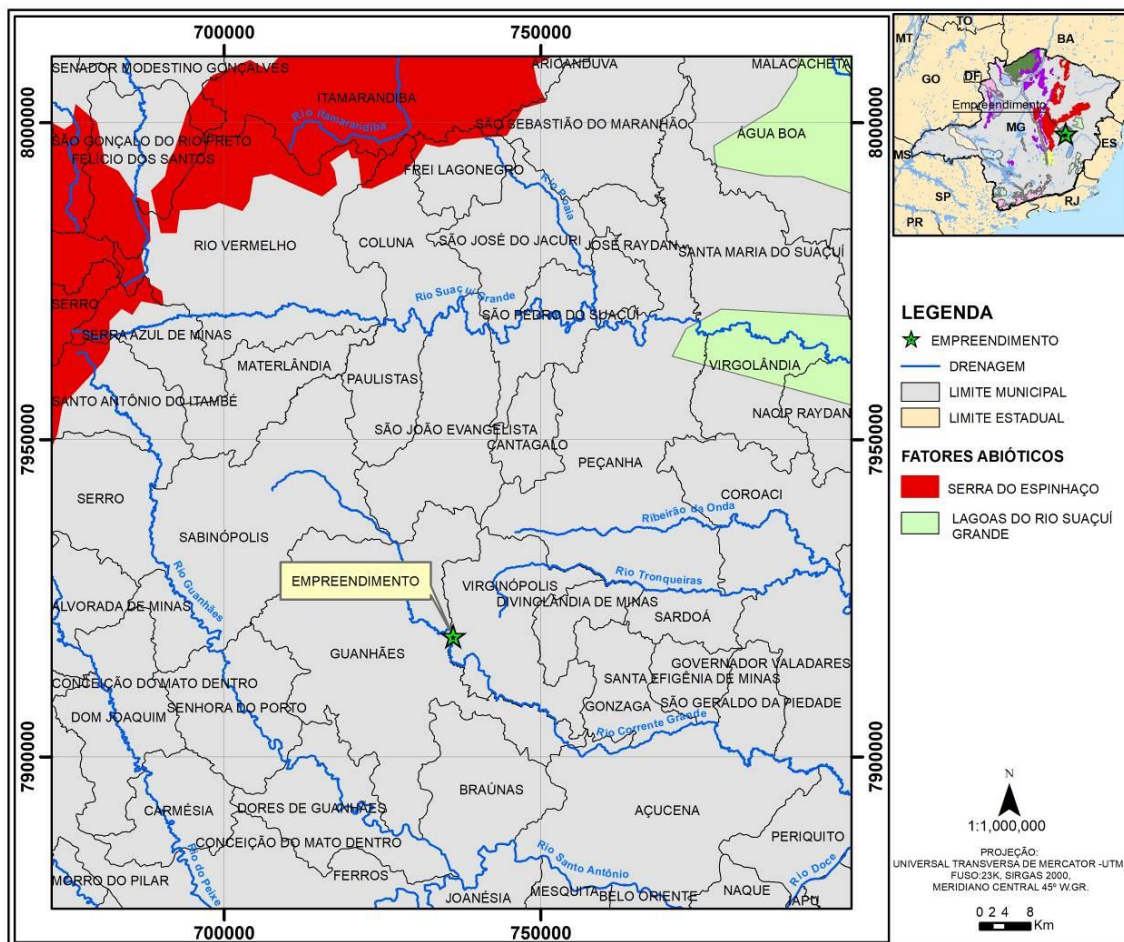 700000
750000
SENADOR MODESTINO GONÇALVES
ARICANDUVA
MALACACHETA
ITAMARANDIBA
Rio Itamarandiba
8000000
8000000
SÃO SEBASTIÃO DO MARANHÃO
ÁGUA BOA
SÃO GONÇALO DO RIO PRETO
FELÍCIO DOS SANTOS
FREI LAGONEGRO
Rio Poaia
RIO VERMELHO
COLUNA
SÃO JOSÉ DO JACURI
JOSÉ RAYDAN
SANTA MARIA DO SUAÇUÍ
Rio Suaçuí Grande
SERRO
SÃO PEDRO DO SUAÇUÍ
SERRA AZUL DE MINAS
MATERLÂNDIA
VIRGOLÂNDIA
PAULISTAS
SANTO ANTÔNIO DO ITAMBÉ
NACIP RAYDAN
SÃO JOÃO EVANGELISTA
7950000
7950000
CANTAGALO
PEÇANHA
SERRO
COROACI
Ribeirão da Onda
SABINÓPOLIS
Rio Guanhães
EMPREENDIMENTO
VIRGINÓPOLIS
Rio Tronqueiras
DIVINOLÂNDIA DE MINAS
ALVORADA DE MINAS
SARDOÁ
GUANHÃES
GOVERNADOR VALADARES
CONCEIÇÃO DO MATO DENTRO
SANTA EFIGÊNIA DE MINAS
SENHORA DO PORTO
GONZAGA
SÃO GERALDO DA PIEDADE
DOM JOAQUIM
Rio Corrente Grande
7900000
7900000
BRAÚNAS
CARMÉSIA
DORES DE GUANHÃES
AÇUCENA
PERIQUITO
CONCEIÇÃO DO MATO DENTRO
Rio do Peixe
FERROS
Rio Santo Antônio
Rio Doce
MORRO DO PILAR
JOANÉSIA
MESQUITA
BELO ORIENTE
NAQUE
700000
750000
TO
MT
BA
GO
DF
Empreendimento
MG
MS
ES
SP
RJ
PR
LEGENDA
EMPREENDIMENTO
DRENAGEM
LIMITE MUNICIPAL
LIMITE ESTADUAL
FATORES ABIÓTICOS
SERRA DO ESPINHAÇO
LAGOAS DO RIO SUAÇUÍ
GRANDE
N
1:1,000,000
PROJEÇÃO:
UNIVERSAL TRANSVERSA DE MERCATOR -UTM
FUSO:23K, SIRGAS 2000,
MERIDIANO CENTRAL 45° W.GR.
0 2 4 8
Km